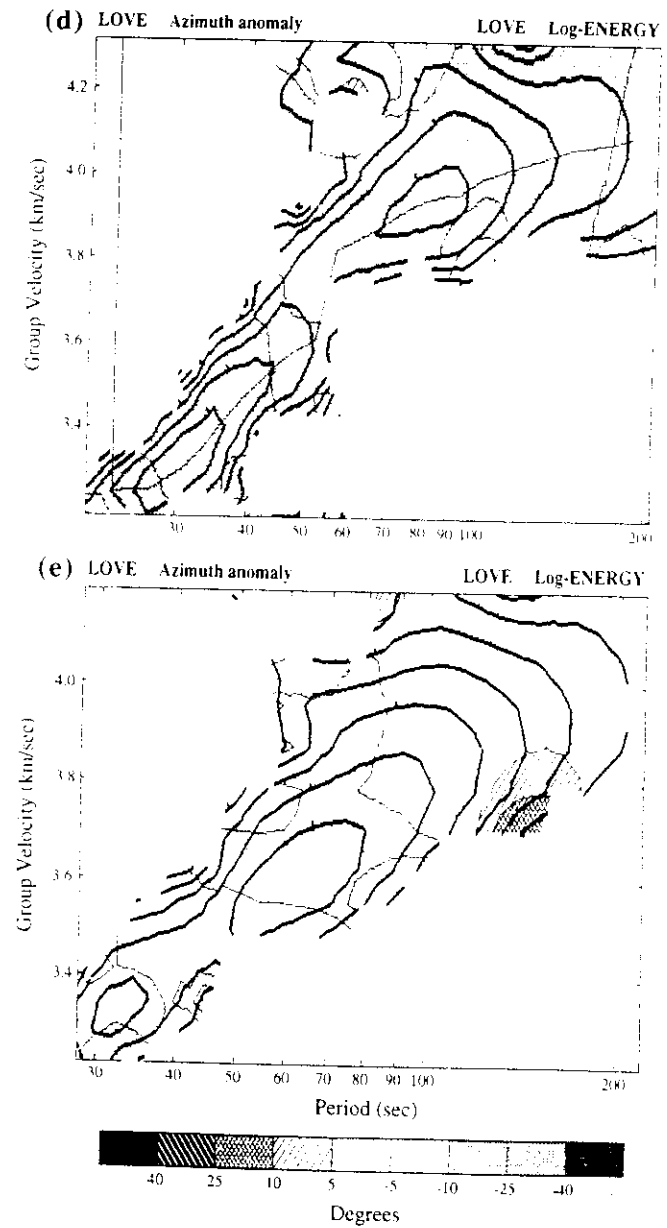 (d) LOVE Azimuth anomaly LOVE Log-ENERGY
4.2
4.0
3.8
3.6
3.4
Group Velocity (km/sec)
30 40 50 60 70 80 90 100 200
(e) LOVE Azimuth anomaly LOVE Log-ENERGY
4.0
3.8
3.6
3.4
Group Velocity (km/sec)
30 40 50 60 70 80 90 100 200
Period (sec)
40 25 10 5 -5 -10 -25 -40
Degrees